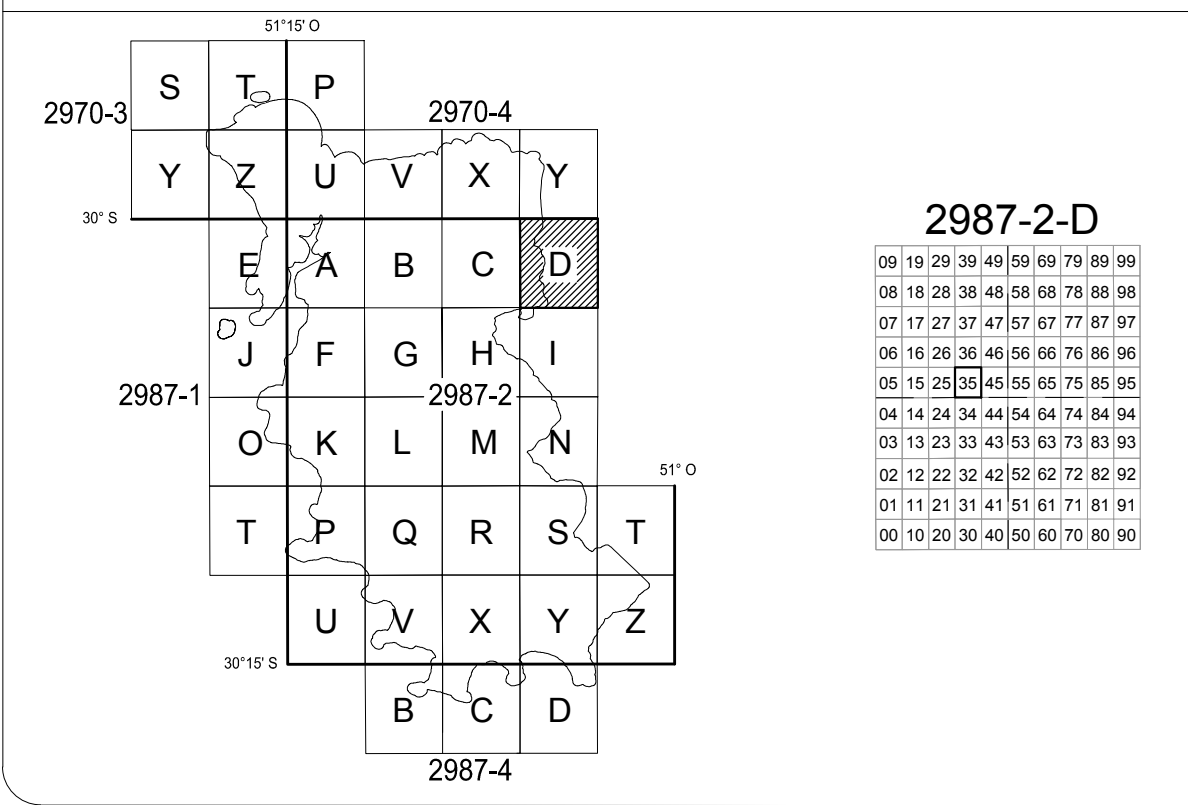 51°15' O
S T P
2970-3
2970-4
Y Z U V X Y
30° S
E A B C D
J F G H I
2987-1
2987-2
O K L M N
51° O
T P Q R S T
U V X Y Z
30°15' S
B C D
2987-4
2987-2-D
09 19 29 39 49 59 69 79 89 99
08 18 28 38 48 58 68 78 88 98
07 17 27 37 47 57 67 77 87 97
06 16 26 36 46 56 66 76 86 96
05 15 25 35 45 55 65 75 85 95
04 14 24 34 44 54 64 74 84 94
03 13 23 33 43 53 63 73 83 93
02 12 22 32 42 52 62 72 82 92
01 11 21 31 41 51 61 71 81 91
00 10 20 30 40 50 60 70 80 90